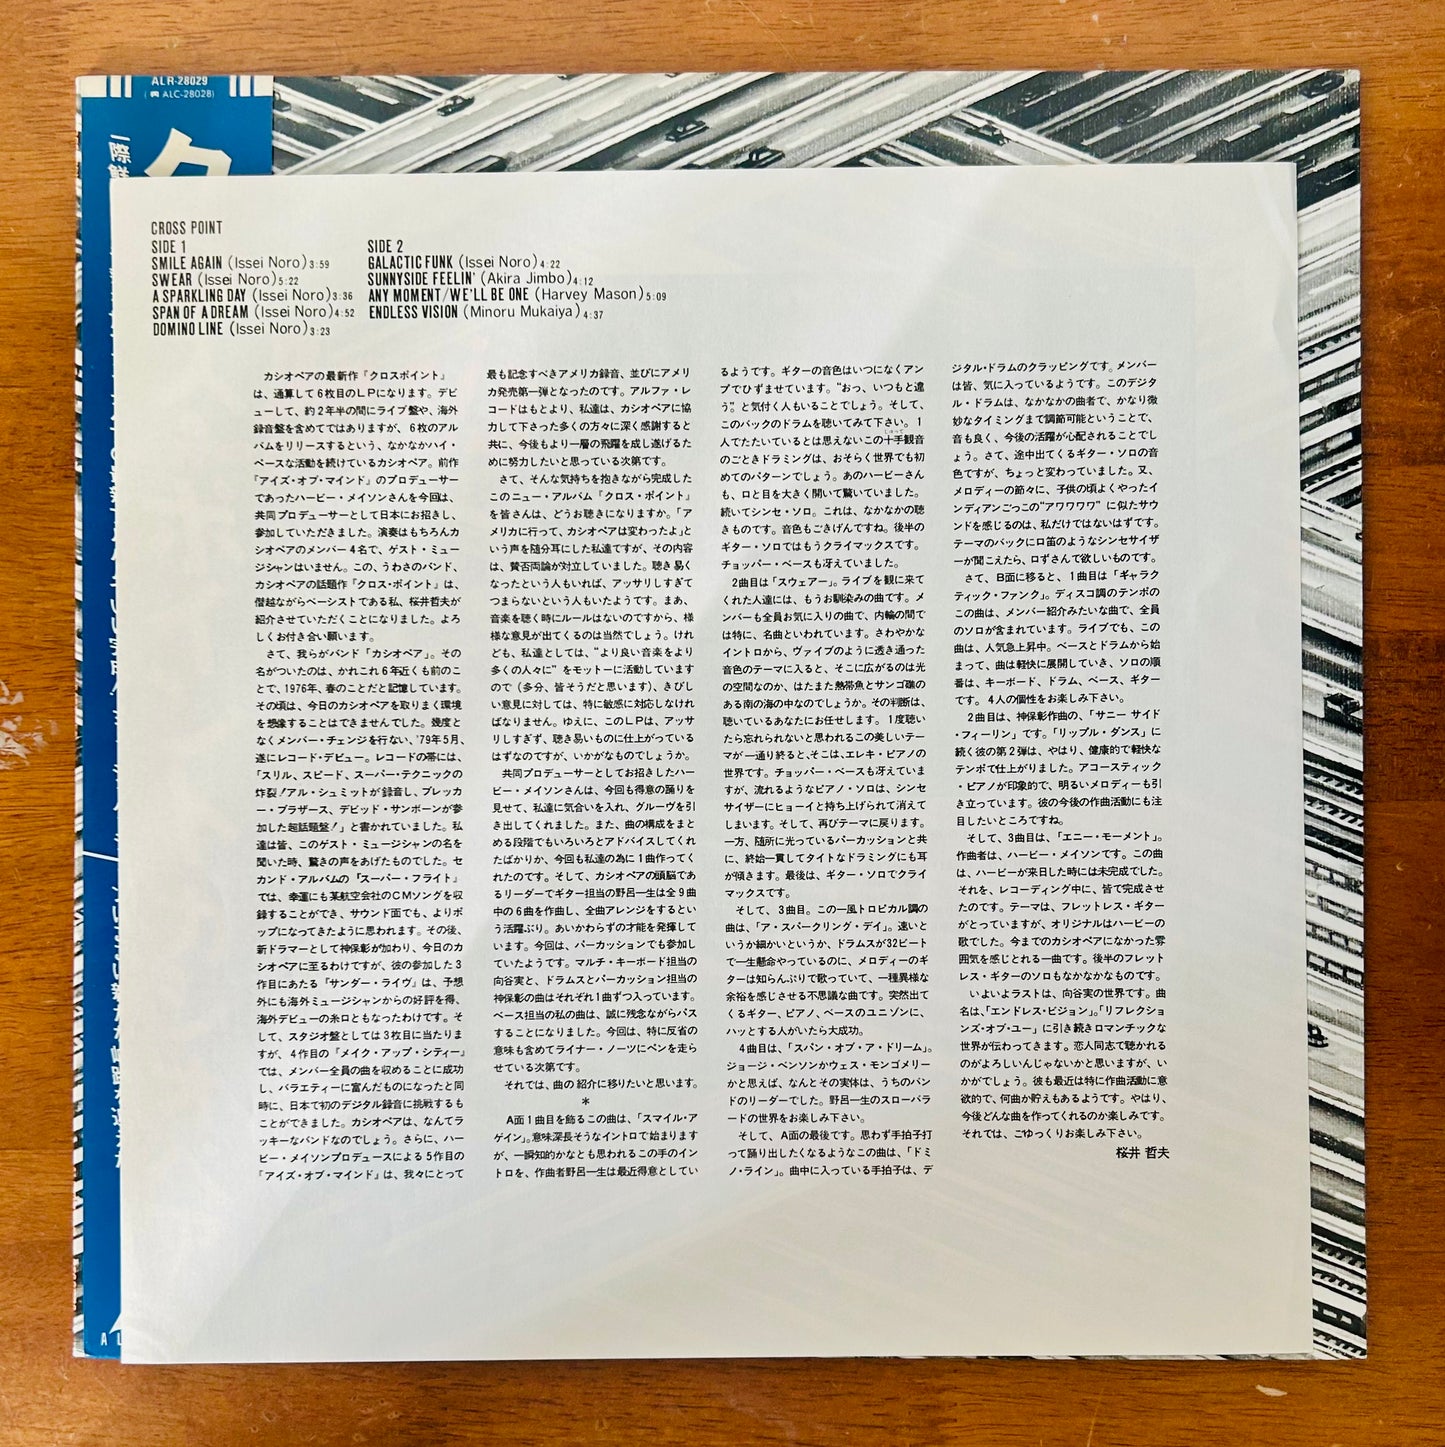 ALR-28029
(ALC-28028)
ク
一際鮮
CROSS POINT
SIDE 1
SMILE AGAIN (Issei Noro) 3:59
SWEAR (Issei Noro) 5:22
A SPARKLING DAY (Issei Noro) 3:36
SPAN OF A DREAM (Issei Noro) 4:52
DOMINO LINE (Issei Noro) 3:23
SIDE 2
GALACTIC FUNK (Issei Noro) 4:22
SUNNYSIDE FEELIN' (Akira Jimbo) 4:12
ANY MOMENT/WE'LL BE ONE (Harvey Mason) 5:09
ENDLESS VISION (Minoru Mukaiya) 4:37
カシオペアの最新作『クロスポイント』
は、通算して6枚目のLPになります。デビ
ューして、約2年半の間にライブ盤や、海外
録音盤を含めてではありますが、6枚のアル
バムをリリースするという、なかなかハイ・
ペースな活動を続けているカシオペア。前作
『アイズ・オブ・マインド』のプロデューサー
であったハービー・メイソンさんを今回は、
共同プロデューサーとして日本にお招きし、
参加していただきました。演奏はもちろんカ
シオペアのメンバー4名で、ゲスト・ミュー
ジシャンはいません。この、うわさのバンド、
カシオペアの話題作『クロス・ポイント』は、
僭越ながらベーシストである私、桜井哲夫が
紹介させていただくことになりました。よろ
しくお付き合い願います。
さて、我らがバンド「カシオペア」。その
名がついたのは、かれこれ6年近くも前のこ
とで、1976年、春のことだと記憶しています。
その頃は、今日のカシオペアを取りまく環境
を想像することはできませんでした。幾度と
なくメンバー・チェンジを行ない、'79年5月、
遂にレコード・デビュー。レコードの帯には、
「スリル、スピード、スーパー・テクニックの
炸裂！アル・シュミットが録音し、ブレッカ
ー・ブラザース、デビッド・サンボーンが参
加した超話題盤！」と書かれていました。私
達は皆、このゲスト・ミュージシャンの名を
聞いた時、驚きの声をあげたものでした。セ
カンド・アルバムの『スーパー・フライト』
では、幸運にも某航空会社のCMソングを収
録することができ、サウンド面でも、よりポ
ップになってきたように思われます。その後、
新ドラマーとして神保彰が加わり、今日のカ
シオペアに至るわけですが、彼の参加した3
作目にあたる『サンダー・ライヴ』は、予想
外にも海外ミュージシャンからの好評を得、
海外デビューの糸口ともなったわけです。そ
して、スタジオ盤としては3枚目に当たりま
すが、4作目の『メイク・アップ・シティー』
では、メンバー全員の曲を収めることに成功
し、バラエティーに富んだものになったと同
時に、日本で初のデジタル録音に挑戦するも
ことができました。カシオペアは、なんてラ
ッキーなバンドなのでしょう。さらに、ハー
ビー・メイソンプロデュースによる5作目の
『アイズ・オブ・マインド』は、我々にとって
最も記念すべきアメリカ録音、並びにアメリ
カ発売第一弾となったのです。アルファ・レ
コードはもとより、私達は、カシオペアに協
力して下さった多くの方々に深く感謝すると
共に、今後もより一層の飛躍を成し遂げるた
めに努力したいと思っている次第です。
さて、そんな気持ちを抱きながら完成した
このニュー・アルバム『クロス・ポイント』
を皆さんは、どうお聴きになりますか。「ア
メリカに行って、カシオペアは変わったよ」と
いう声を随分耳にした私達ですが、その内容
は、賛否両論が対立していました。聴き易く
なったという人もいれば、アッサリしすぎて
つまらないという人もいたようです。まあ、
音楽を聴く時にルールはないのですから、様
様な意見が出てくるのは当然でしょう。けれ
ども、私達としては、“より良い音楽をより
多くの人々に”をモットーに活動しています
ので（多分、皆そうだと思います）、きびし
い意見に対しては、特に敏感に対応しなけれ
ばなりません。ゆえに、このLPは、アッサ
リしすぎず、聴き易いものに仕上がっている
はずなのですが、いかがなものでしょうか。
共同プロデューサーとしてお招きしたハー
ビー・メイソンさんは、今回も得意の踊りを
見せて、私達に気合いを入れ、グルーヴを引
き出してくれました。また、曲の構成をまと
める段階でもいろいろとアドバイスしてくれ
たばかりか、今回も私達の為に1曲作ってく
れたのです。そして、カシオペアの頭脳であ
るリーダーでギター担当の野呂一生は全9曲
中の6曲を作曲し、全曲アレンジをするとい
う活躍ぶり。あいかわらずの才能を発揮して
います。今回は、パーカッションでも参加し
ていたようです。マルチ・キーボード担当の
向谷実と、ドラムスとパーカッション担当の
神保彰の曲はそれぞれ1曲ずつ入っています。
ベース担当の私の曲は、誠に残念ながらパス
することになりました。今回は、特に反省の
意味も含めてライナー・ノーツにペンを走ら
せている次第です。
それでは、曲の紹介に移りたいと思います。
＊
A面1曲目を飾るこの曲は、「スマイル・ア
ゲイン」。意味深長そうなイントロで始まります
が、一瞬知的かなとも思われるこの手のイン
トロを、作曲者野呂一生は最近得意としてい
るようです。ギターの音色はいつになくアン
プでひずませています。“おっ、いつもと違
う”と気付く人もいることでしょう。そして、
このバックのドラムを聴いてみて下さい。1
人でたたいているとは思えないこの十手観音
のごときドラミングは、おそらく世界でも初
めてのパターンでしょう。あのハービーさん
も、口と目を大きく開いて驚いていました。
続いてシンセ・ソロ。これは、なかなかの聴
きものです。音色もごきげんですね。後半の
ギター・ソロではもうクライマックスです。
チョッパー・ベースも冴えていました。
2曲目は「スウェアー」。ライブを観に来て
くれた人達には、もうお馴染みの曲です。メ
ンバーも全員お気に入りの曲で、内輪の間で
は特に、名曲といわれています。さわやかな
イントロから、ヴァイブのように透き通った
音色のテーマに入ると、そこに広がるのは光
の空間なのか、はたまた熱帯魚とサンゴ礁の
ある南の海の中なのでしょうか。その判断は、
聴いているあなたにお任せします。1度聴い
たら忘れられないと思われるこの美しいテー
マが一通り終ると、そこは、エレキ・ピアノの
世界です。チョッパー・ベースも冴えていま
すが、流れるようなピアノ・ソロは、シンセ
サイザーにヒョーイと持ち上げられて消えて
しまいます。そして、再びテーマに戻ります。
一方、随所に光っているパーカッションと共
に、終始一貫してタイトなドラミングにも耳
が傾きます。最後は、ギター・ソロでクライ
マックスです。
そして、3曲目。この一風トロピカル調の
曲は、「ア・スパークリング・デイ」。速いと
いうか細かいというか、ドラムスが32ビート
で一生懸命やっているのに、メロディーのギ
ターは知らんぷりで歌っていて、一種異様な
余裕を感じさせる不思議な曲です。突然出て
くるギター、ピアノ、ベースのユニゾンに、
ハッとする人がいたら大成功。
4曲目は、「スパン・オブ・ア・ドリーム」。
ジョージ・ベンソンかウェス・モンゴメリー
かと思えば、なんとその実体は、うちのバン
ドのリーダーでした。野呂一生のスローバラ
ードの世界をお楽しみ下さい。
そして、A面の最後です。思わず手拍子打
って踊り出したくなるようなこの曲は、「ドミ
ノ・ライン」。曲中に入っている手拍子は、デ
ジタル・ドラムのクラッピングです。メンバー
は皆、気に入っているようです。このデジタ
ル・ドラムは、なかなかの曲者で、かなり微
妙なタイミングまで調節可能ということで、
音も良く、今後の活躍が心配されることでし
ょう。さて、途中出てくるギター・ソロの音
色ですが、ちょっと変わっていました。又、
メロディーの節々に、子供の頃よくやったイ
ンディアンごっこの“アワワワワ”に似たサウ
ンドを感じるのは、私だけではないはずです。
テーマのバックに口笛のようなシンセサイザ
ーが聞こえたら、口ずさんで欲しいものです。
さて、B面に移ると、1曲目は「ギャラク
ティック・ファンク」。ディスコ調のテンポの
この曲は、メンバー紹介みたいな曲で、全員
のソロが含まれています。ライブでも、この
曲は、人気急上昇中。ベースとドラムから始
まって、曲は軽快に展開していき、ソロの順
番は、キーボード、ドラム、ベース、ギター
です。4人の個性をお楽しみ下さい。
2曲目は、神保彰作曲の、「サニー サイド
・フィーリン」です。「リップル・ダンス」に
続く彼の第2弾は、やはり、健康的で軽快な
テンポで仕上がりました。アコースティック
・ピアノが印象的で、明るいメロディーも引
き立っています。彼の今後の作曲活動にも注
目したいところですね。
そして、3曲目は、「エニー・モーメント」。
作曲者は、ハービー・メイソンです。この曲
は、ハービーが来日した時には未完成でした。
それを、レコーディング中に、皆で完成させ
たのです。テーマは、フレットレス・ギター
がとっていますが、オリジナルはハービーの
歌でした。今までのカシオペアになかった雰
囲気を感じとれる一曲です。後半のフレット
レス・ギターのソロもなかなかなものです。
いよいよラストは、向谷実の世界です。曲
名は、「エンドレス・ビジョン」。「リフレクショ
ンズ・オブ・ユー」に引き続きロマンチックな
世界が伝わってきます。恋人同志で聴かれる
のがよろしいんじゃないかと思いますが、い
かがでしょう。彼も最近は特に作曲活動に意
欲的で、何曲か貯えもあるようです。やはり、
今後どんな曲を作ってくれるのか楽しみです。
それでは、ごゆっくりお楽しみ下さい。
桜井 哲夫
AL